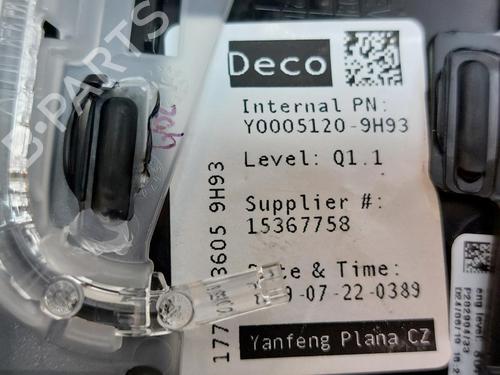 Deco
Internal PN:
Y0005120-9H93
Level: Q1.1
Supplier #:
15367758
& Time:
-07-22-0389
Yanfeng Plana CZ
3605 9H93
177
B-PARTS